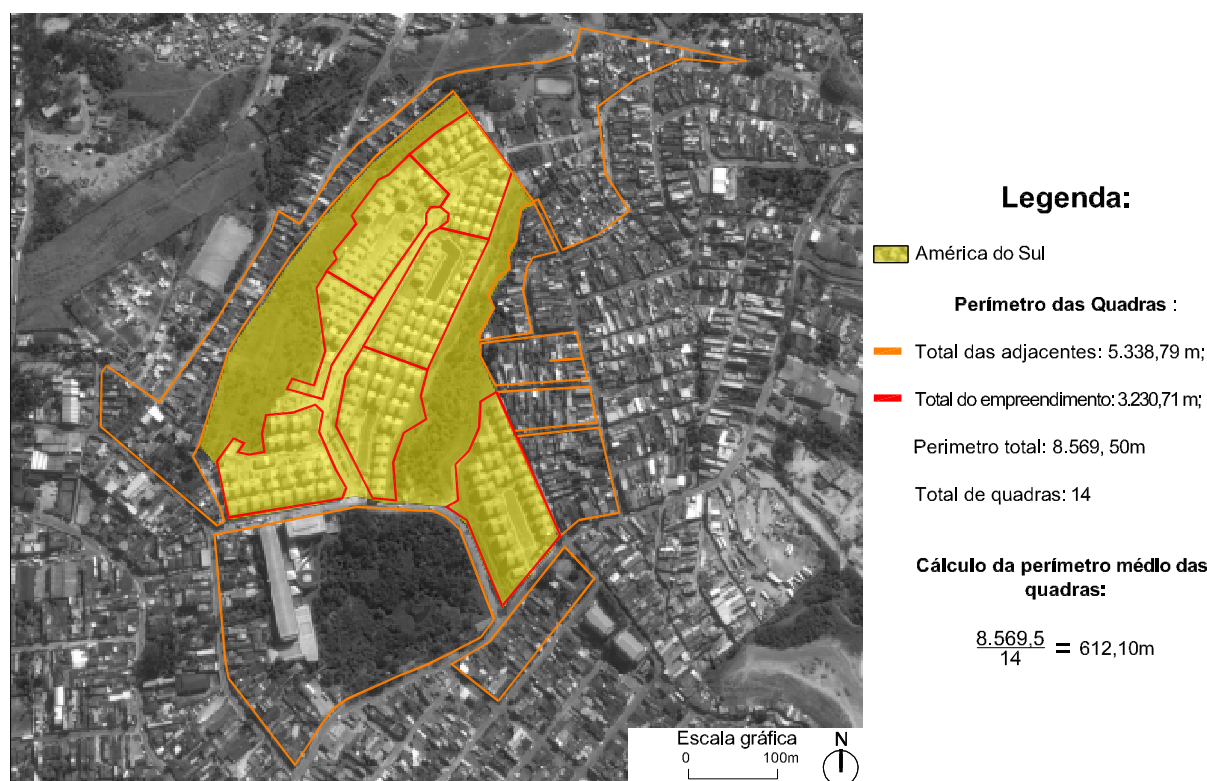 Legenda:
América do Sul
Perímetro das Quadras :
Total das adjacentes: 5.338,79 m;
Total do empreendimento: 3.230,71 m;
Perimetro total: 8.569, 50m
Total de quadras: 14
Cálculo da perímetro médio das
quadras:
8.569,5
14
= 612,10m
Escala gráfica
0 100m
N